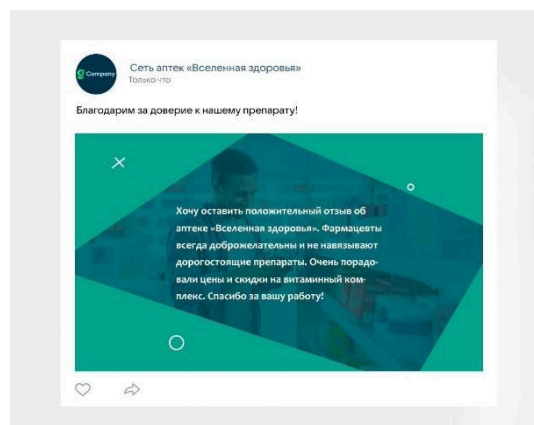 Company
Сеть аптек «Вселенная здоровья»
Только что
Благодарим за доверие к нашему препарату!
Хочу оставить положительный отзыв об
аптеке «Вселенная здоровья». Фармацевты
всегда доброжелательны и не навязывают
дорогостоящие препараты. Очень порадо-
вали цены и скидки на витаминный ком-
плекс. Спасибо за вашу работу!